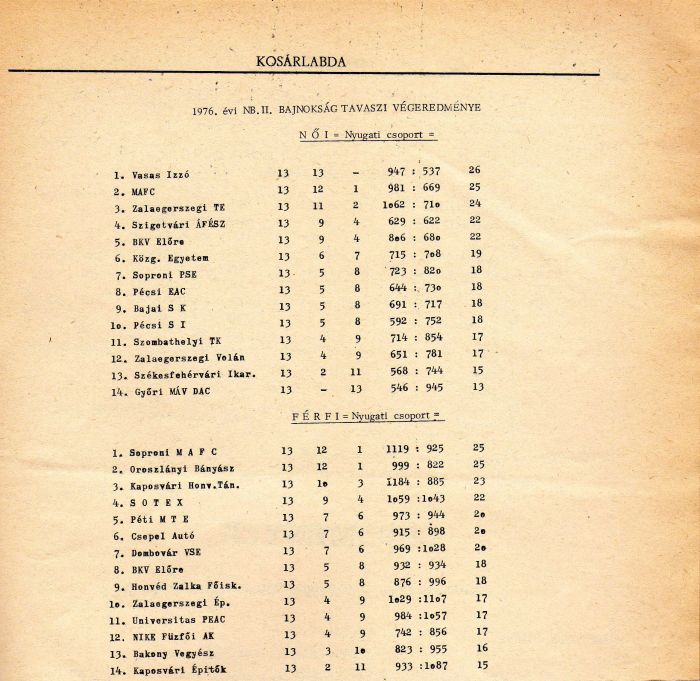 KOSÁRLABDA
1976. évi NB.II. BAJNOKSÁG TAVASZI VÉGEREDMÉNYE
N Ő I = Nyugati csoport =
1. Vasas Izzó 13 13 - 947 : 537 26
2. MAFC 13 12 1 981 : 669 25
3. Zalaegerszegi TE 13 11 2 1o62 : 71o 24
4. Szigetvári ÁFÉSZ 13 9 4 629 : 622 22
5. BKV Előre 13 9 4 8o6 : 68o 22
6. Közg. Egyetem 13 6 7 715 : 7o8 19
7. Soproni PSE 13 5 8 723 : 82o 18
8. Pécsi EAC 13 5 8 644 : 73o 18
9. Bajai S K 13 5 8 691 : 717 18
1o. Pécsi S I 13 5 8 592 : 752 18
11. Szombathelyi TK 13 4 9 714 : 854 17
12. Zalaegerszegi Volán 13 4 9 651 : 781 17
13. Székesfehérvári Ikar. 13 2 11 568 : 744 15
14. Győri MÁV DAC 13 - 13 546 : 945 13
F É R F I = Nyugati csoport =
1. Soproni M A F C 13 12 1 1119 : 925 25
2. Oroszlányi Bányász 13 12 1 999 : 822 25
3. Kaposvári Honv.Tán. 13 1o 3 1184 : 885 23
4. S O T E X 13 9 4 1o59 :1o43 22
5. Péti M T E 13 7 6 973 : 944 2o
6. Csepel Autó 13 7 6 915 : 898 2o
7. Dombovár VSE 13 7 6 969 :1o28 2o
8. BKV Előre 13 5 8 932 : 934 18
9. Honvéd Zalka Főisk. 13 5 8 876 : 996 18
1o. Zalaegerszegi Ép. 13 4 9 1o29 :11o7 17
11. Universitas PEAC 13 4 9 984 :1o57 17
12. NIKE Füzfői AK 13 4 9 742 : 856 17
13. Bakony Vegyész 13 3 1o 823 : 955 16
14. Kaposvári Épitők 13 2 11 933 :1o87 15